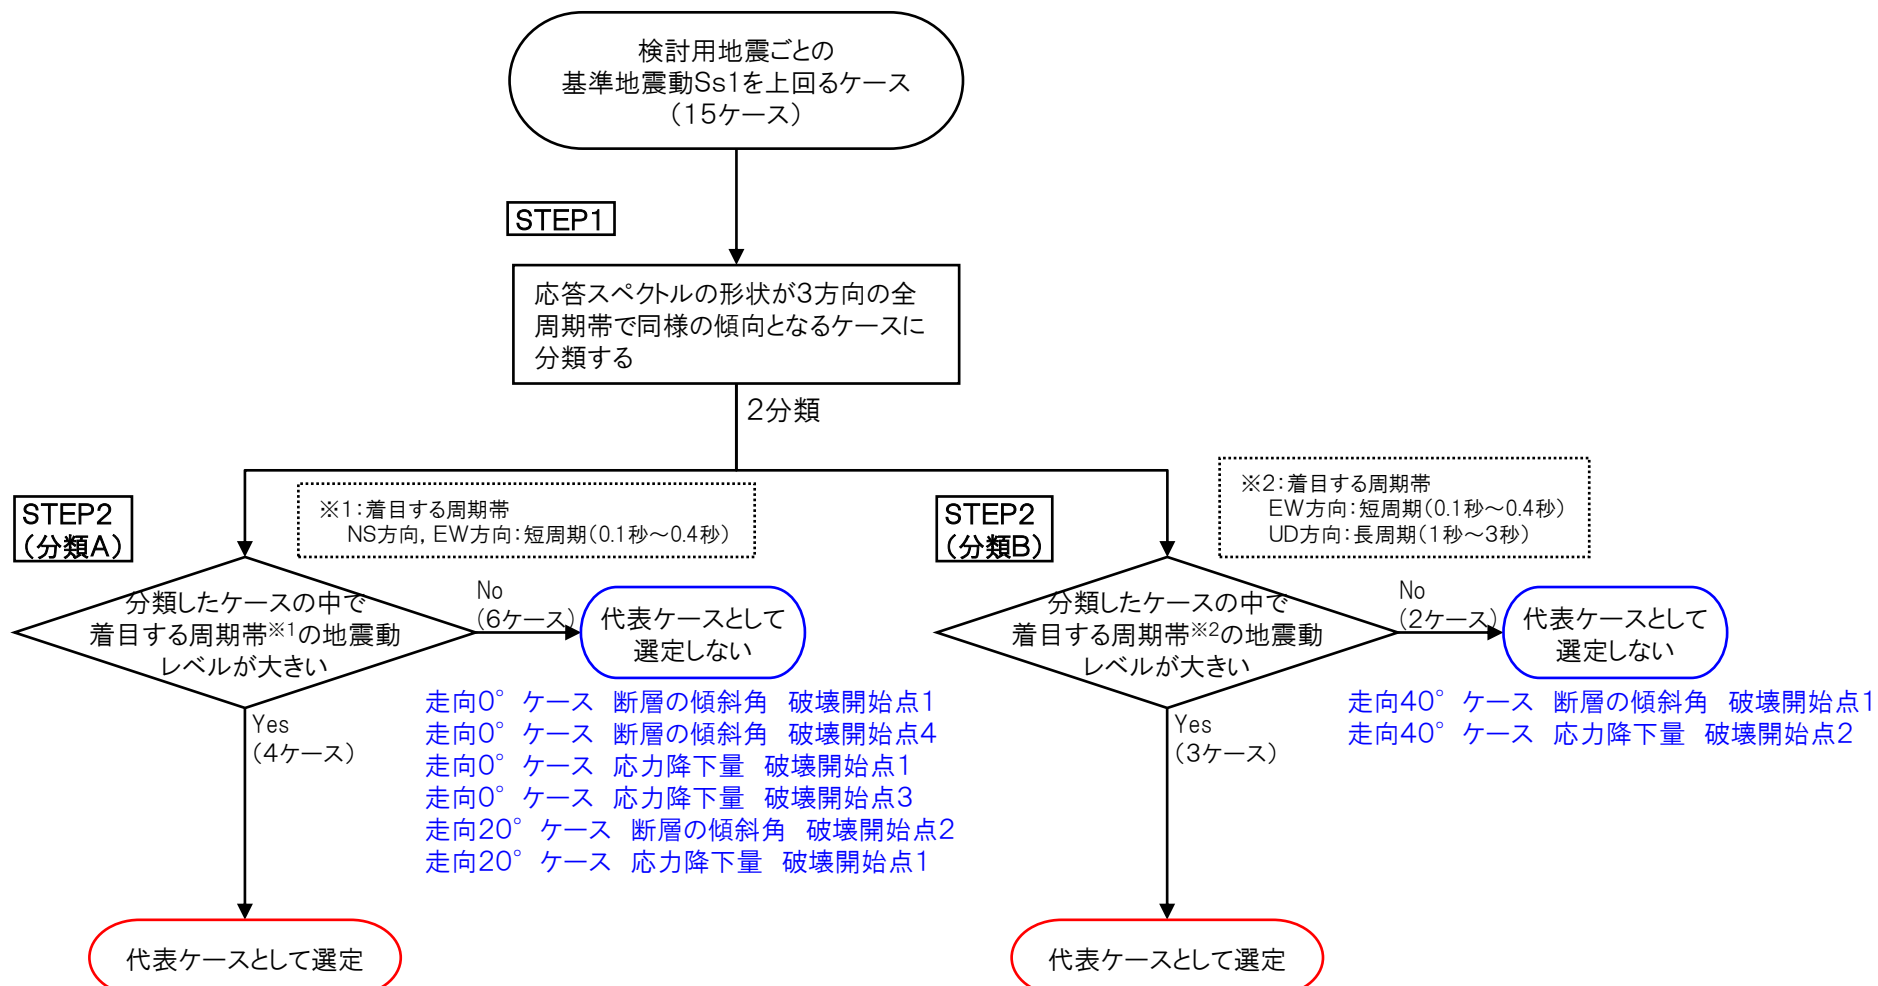 検討用地震ごとの
基準地震動Ss1を上回るケース
(15ケース)
STEP1
応答スペクトルの形状が3方向の全
周期帯で同様の傾向となるケースに
分類する
2分類
STEP2
(分類A)
※1:着目する周期帯
NS方向, EW方向:短周期(0.1秒～0.4秒)
分類したケースの中で
着目する周期帯※1の地震動
レベルが大きい
No
(6ケース)
代表ケースとして
選定しない
走向0° ケース 断層の傾斜角 破壊開始点1
走向0° ケース 断層の傾斜角 破壊開始点4
走向0° ケース 応力降下量 破壊開始点1
走向0° ケース 応力降下量 破壊開始点3
走向20° ケース 断層の傾斜角 破壊開始点2
走向20° ケース 応力降下量 破壊開始点1
Yes
(4ケース)
代表ケースとして選定
STEP2
(分類B)
※2:着目する周期帯
EW方向:短周期(0.1秒～0.4秒)
UD方向:長周期(1秒～3秒)
分類したケースの中で
着目する周期帯※2の地震動
レベルが大きい
No
(2ケース)
代表ケースとして
選定しない
走向40° ケース 断層の傾斜角 破壊開始点1
走向40° ケース 応力降下量 破壊開始点2
Yes
(3ケース)
代表ケースとして選定